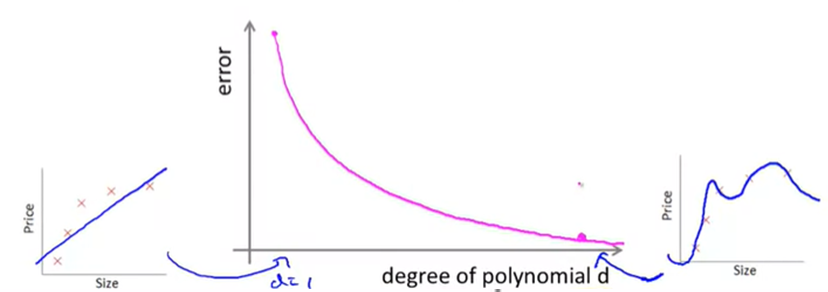 error
Price
Size
d=1
degree of polynomial d
Price
Size